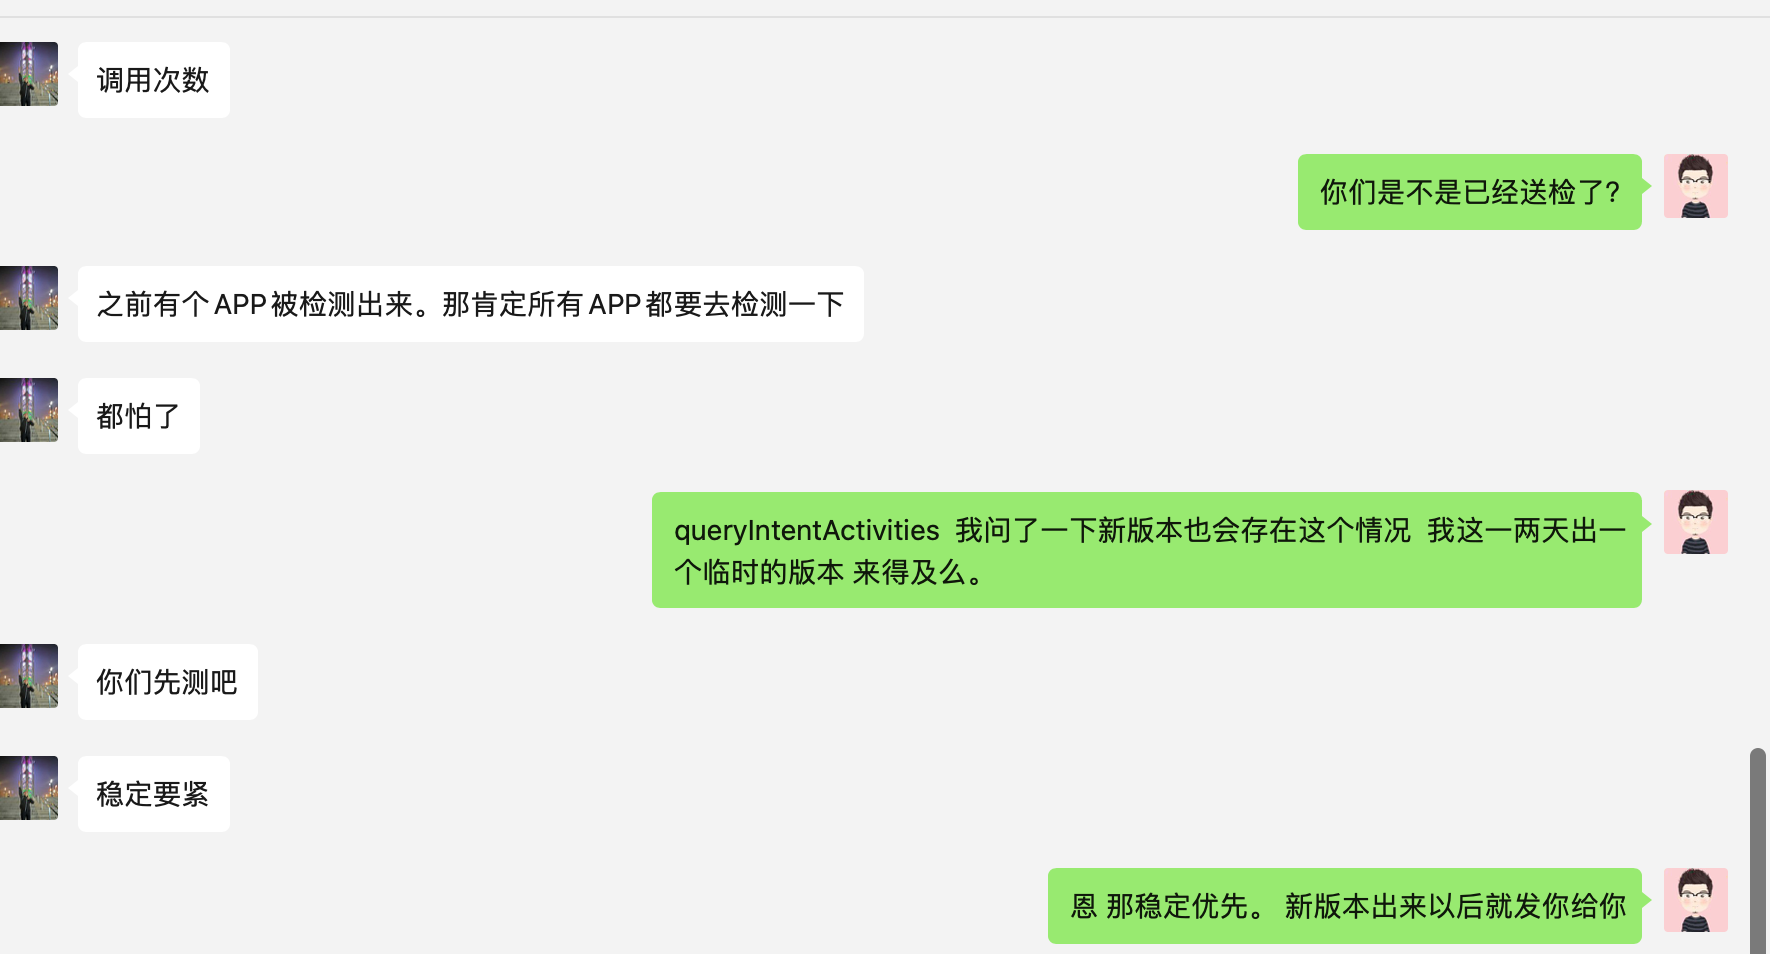 调用次数
你们是不是已经送检了?
之前有个APP被检测出来。那肯定所有APP都要去检测一下
都怕了
queryIntentActivities  我问了一下新版本也会存在这个情况  我这一两天出一
个临时的版本 来得及么。
你们先测吧
稳定要紧
恩 那稳定优先。 新版本出来以后就发你给你